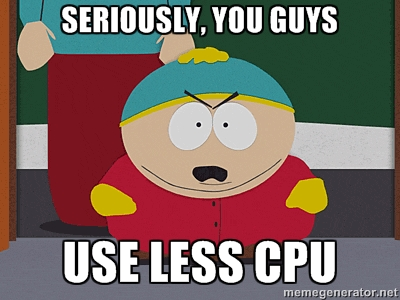 SERIOUSLY, YOU GUYS
USE LESS CPU
memegenerator.net